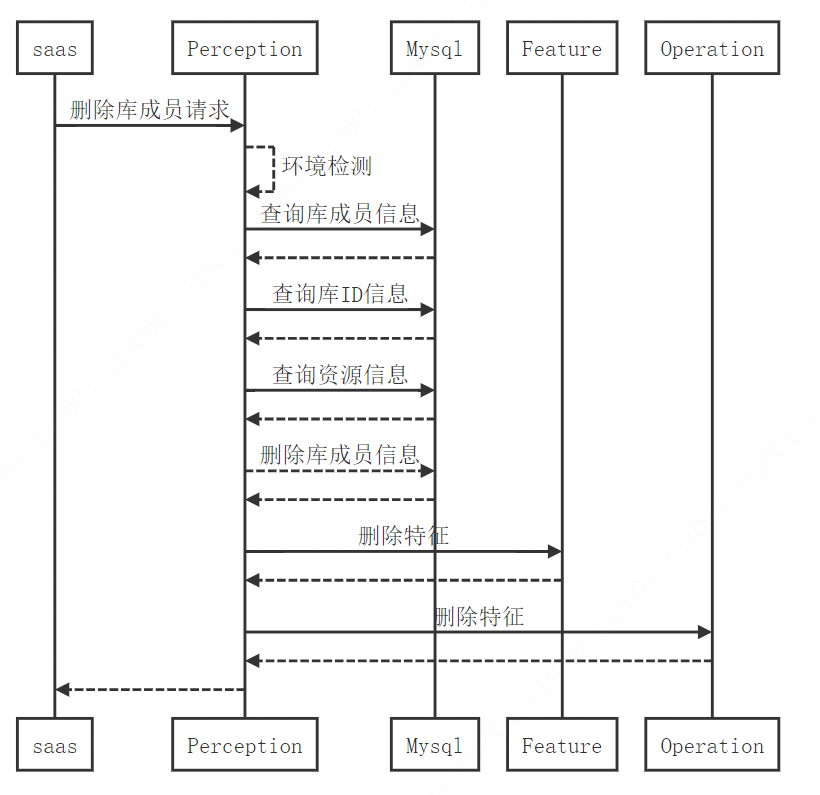 saas
Perception
Mysql
Feature
Operation
删除库成员请求
环境检测
查询库成员信息
查询库ID信息
查询资源信息
删除库成员信息
删除特征
删除特征
saas
Perception
Mysql
Feature
Operation